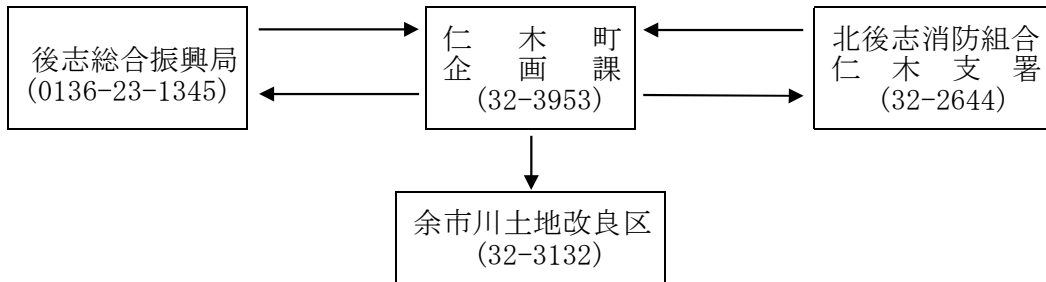 後志総合振興局
(0136-23-1345)
仁木町
企画課
(32-3953)
北後志消防組合
仁木支署
(32-2644)
余市川土地改良区
(32-3132)